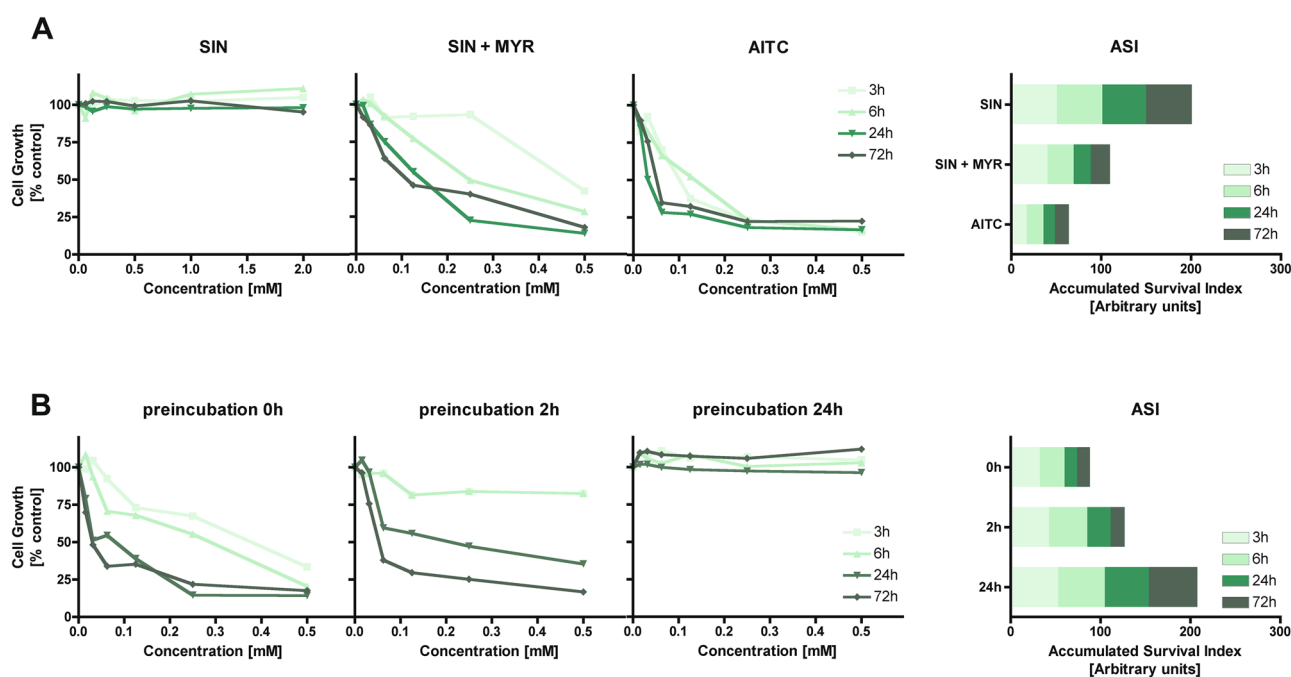 A
SIN
SIN + MYR
AITC
ASI
Cell Growth
[% control]
100
75
50
25
0
0.0 0.5 1.0 1.5 2.0
Concentration [mM]
0.0 0.1 0.2 0.3 0.4 0.5
Concentration [mM]
3h
6h
24h
72h
0.0 0.1 0.2 0.3 0.4 0.5
Concentration [mM]
SIN
SIN + MYR
AITC
3h
6h
24h
72h
0 100 200 300
Accumulated Survival Index
[Arbitrary units]
B
preincubation 0h
preincubation 2h
preincubation 24h
ASI
Cell Growth
[% control]
100
75
50
25
0
0.0 0.1 0.2 0.3 0.4 0.5
Concentration [mM]
0.0 0.1 0.2 0.3 0.4 0.5
Concentration [mM]
0.0 0.1 0.2 0.3 0.4 0.5
Concentration [mM]
3h
6h
24h
72h
0h
2h
24h
3h
6h
24h
72h
0 100 200 300
Accumulated Survival Index
[Arbitrary units]